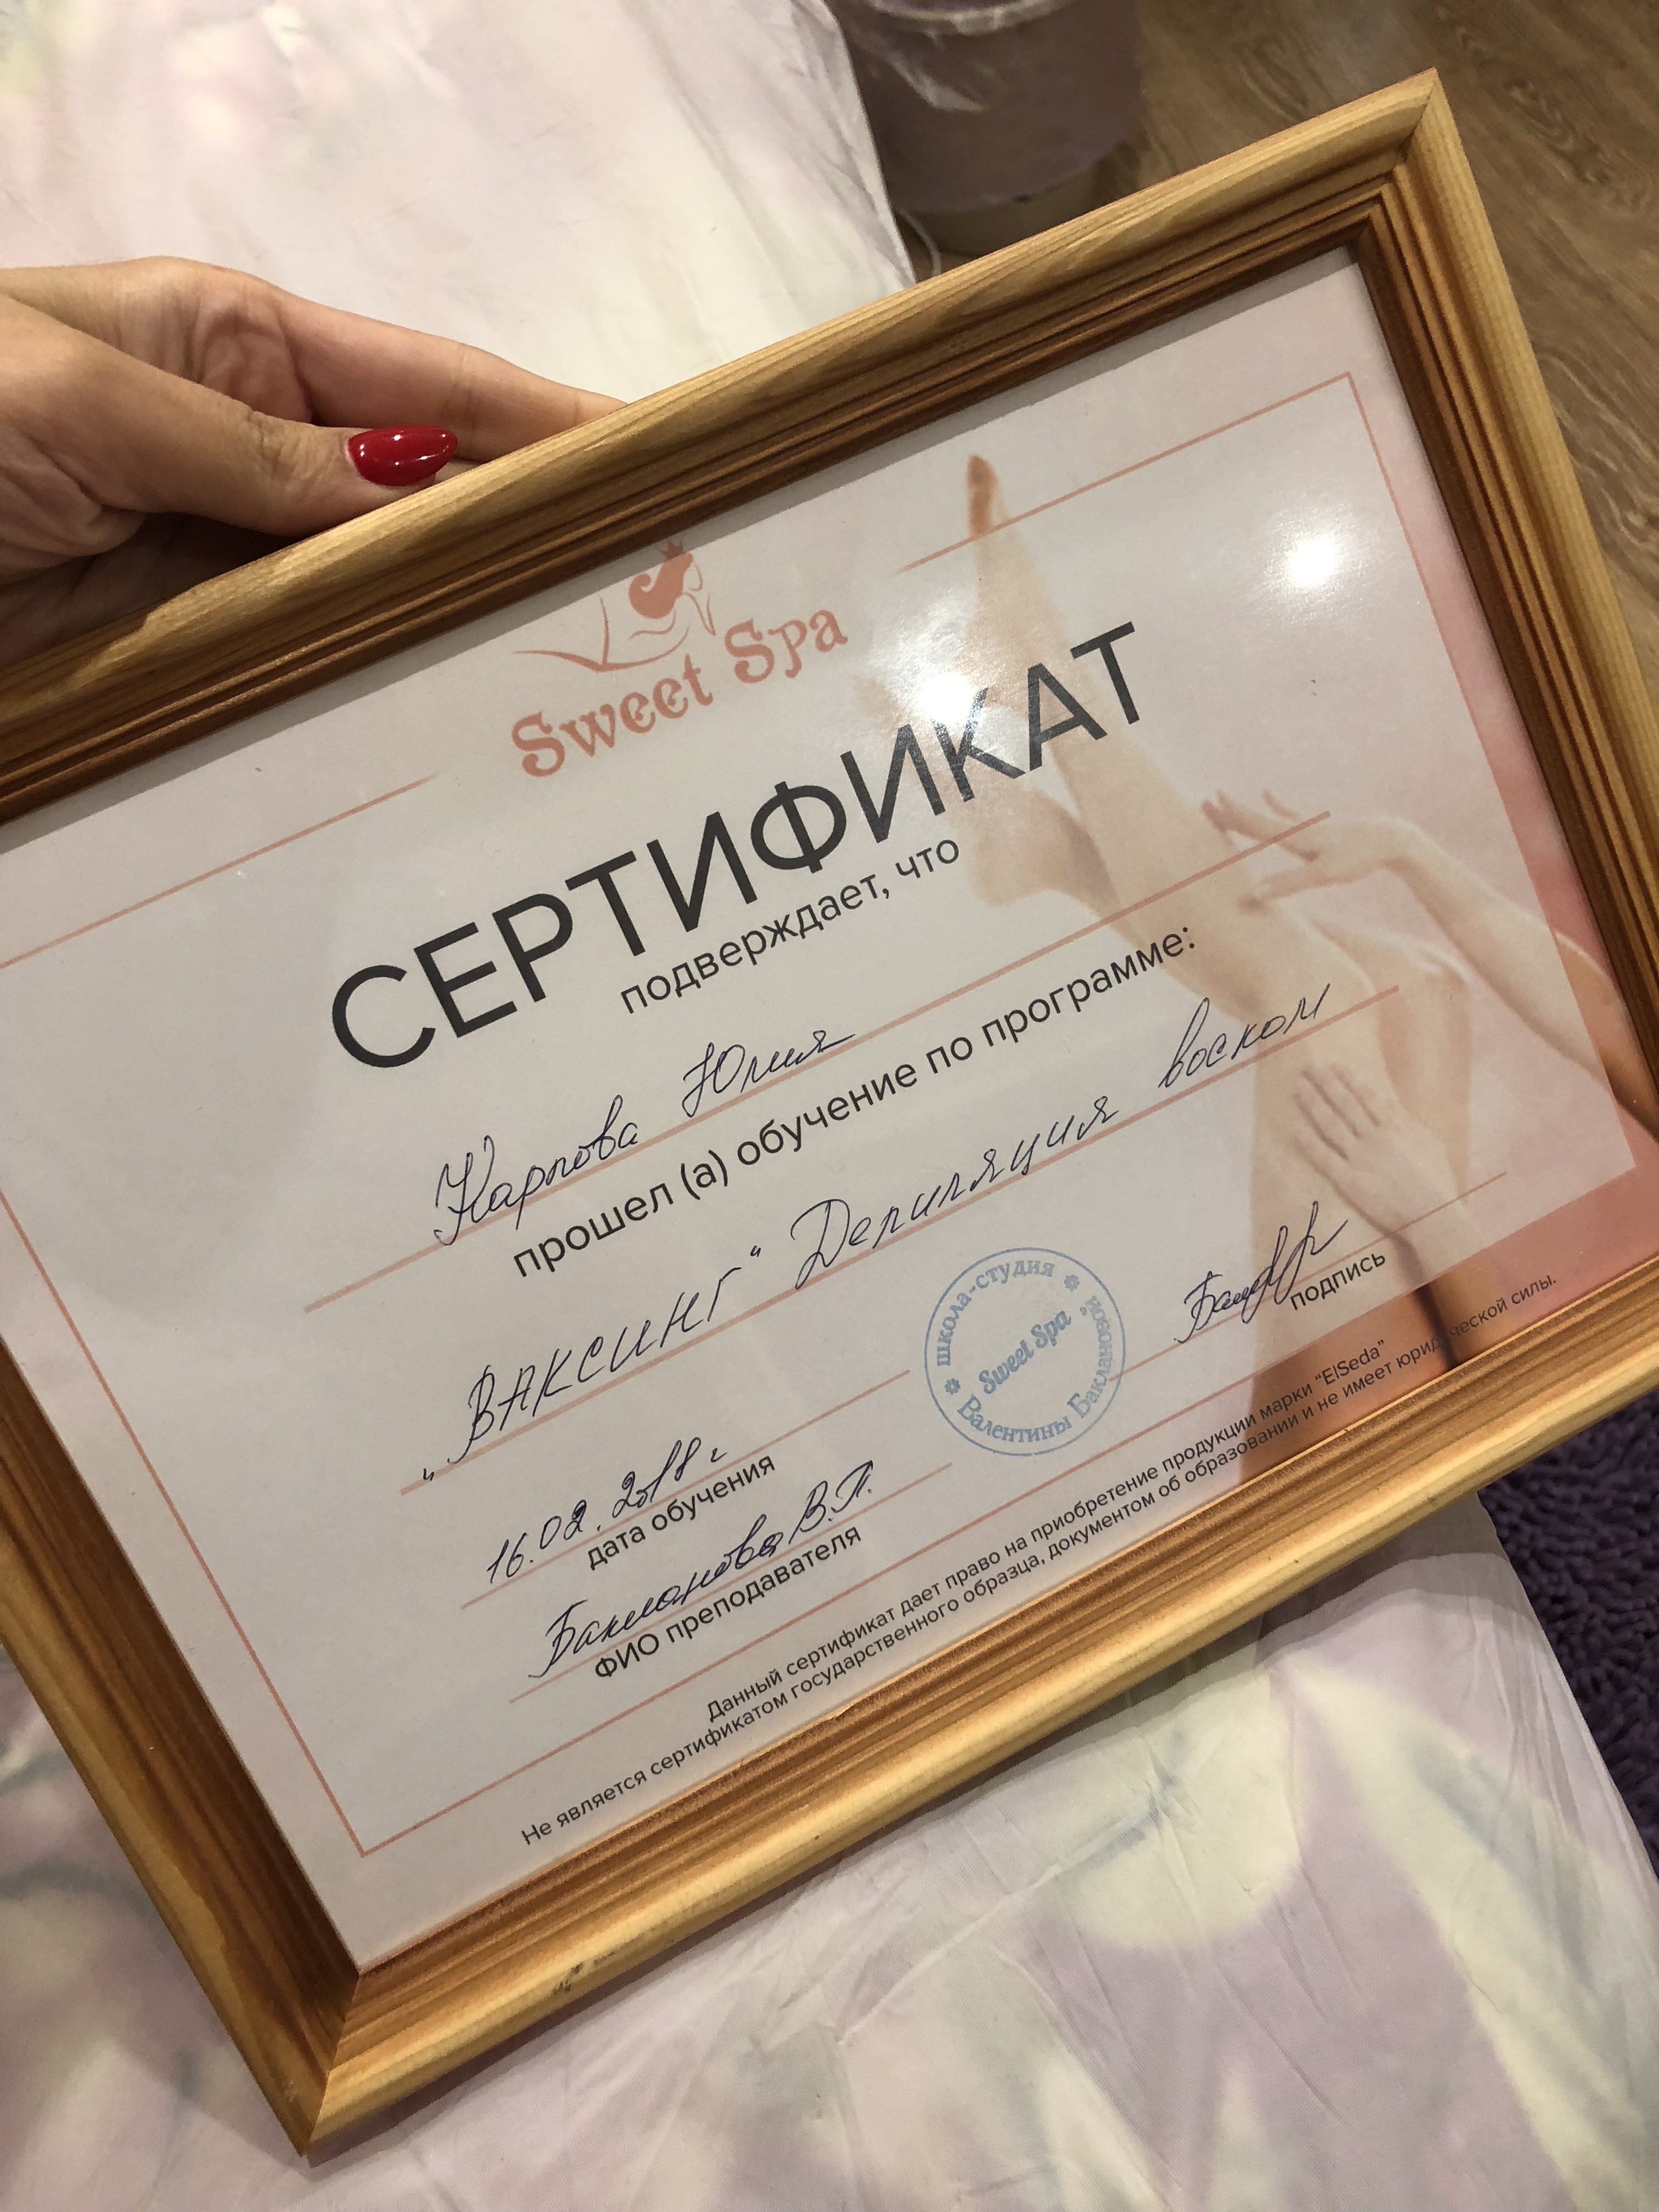 Sweet Spa
СЕРТИФИКАТ
подтверждает, что
Карпова Юлия
прошел (а) обучение по программе:
„ВАКСИНГ" Депиляция воском
16.02.2018 г
дата обучения
Бакланова В.П.
ФИО преподавателя
школа-студия
Sweet Spa
Валентины Баклановой
подпись
Данный сертификат дает право на приобретение продукции марки "ElSeda"
Не является сертификатом государственного образца, документом об образовании и не имеет юридической силы.